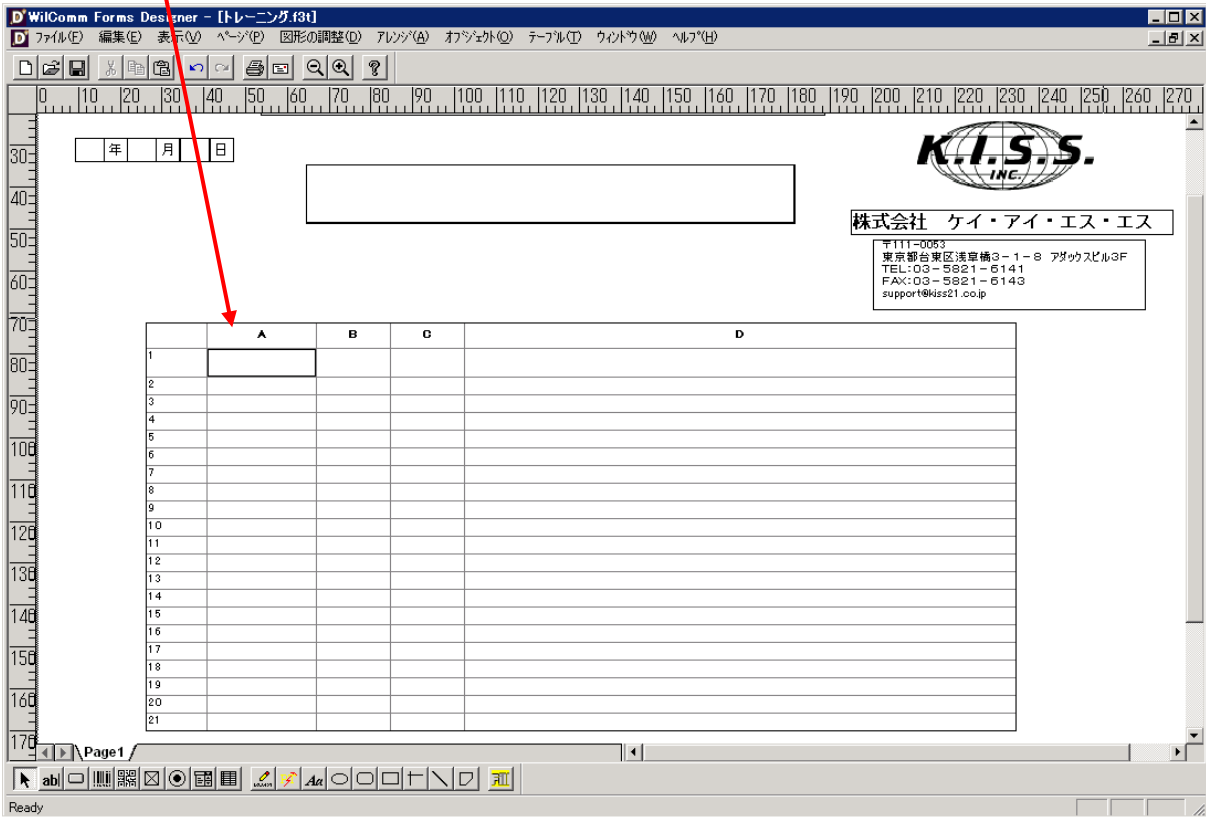 WilComm Forms Designer - [トレーニング.f3t]
ファイル(F) 編集(E) 表示(V) ページ(P) 図形の調整(D) アレンジ(A) オブジェクト(O) テーブル(T) ウィンドウ(W) ヘルプ(H)
0 10 20 30 40 50 60 70 80 90 100 110 120 130 140 150 160 170 180 190 200 210 220 230 240 250 260 270
年 月 日
K.I.S.S.
INC.
株式会社 ケイ・アイ・エス・エス
〒111-0053
東京都台東区浅草橋3-1-8 アダックスビル3F
TEL:03-5821-6141
FAX:03-5821-6143
support@kiss21.co.jp
30
40
50
60
70
80
90
100
110
120
130
140
150
160
170
A B C D
1
2
3
4
5
6
7
8
9
10
11
12
13
14
15
16
17
18
19
20
21
Page1
ab Aa
Ready